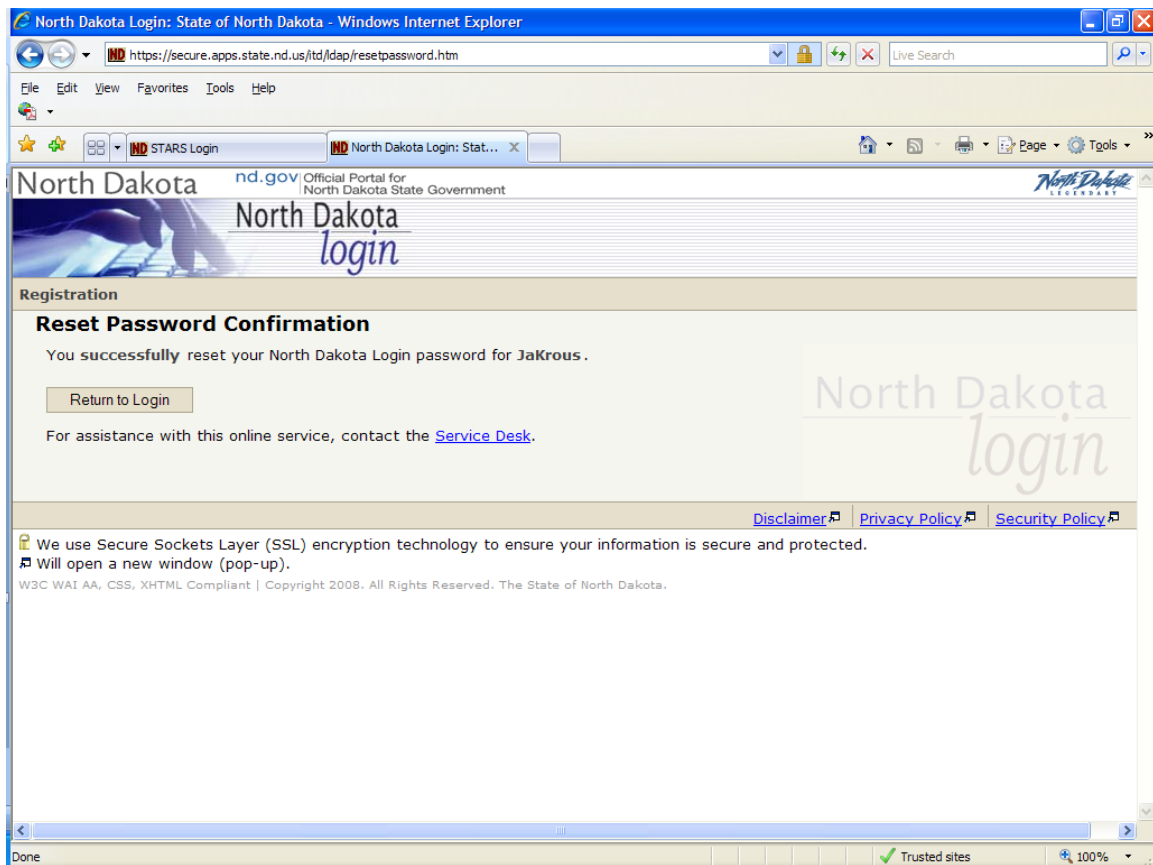 North Dakota Login: State of North Dakota - Windows Internet Explorer
ND https://secure.apps.state.nd.us/itd/ldap/resetpassword.htm
Live Search
File Edit View Favorites Tools Help
ND STARS Login
ND North Dakota Login: Stat...
Page Tools »
North Dakota
nd.gov Official Portal for
North Dakota State Government
North Dakota
LEGENDARY
North Dakota
login
Registration
Reset Password Confirmation
You successfully reset your North Dakota Login password for JaKrous.
Return to Login
For assistance with this online service, contact the Service Desk.
North Dakota
login
Disclaimer Privacy Policy Security Policy
We use Secure Sockets Layer (SSL) encryption technology to ensure your information is secure and protected.
Will open a new window (pop-up).
W3C WAI AA, CSS, XHTML Compliant | Copyright 2008. All Rights Reserved. The State of North Dakota.
Done
Trusted sites
100%